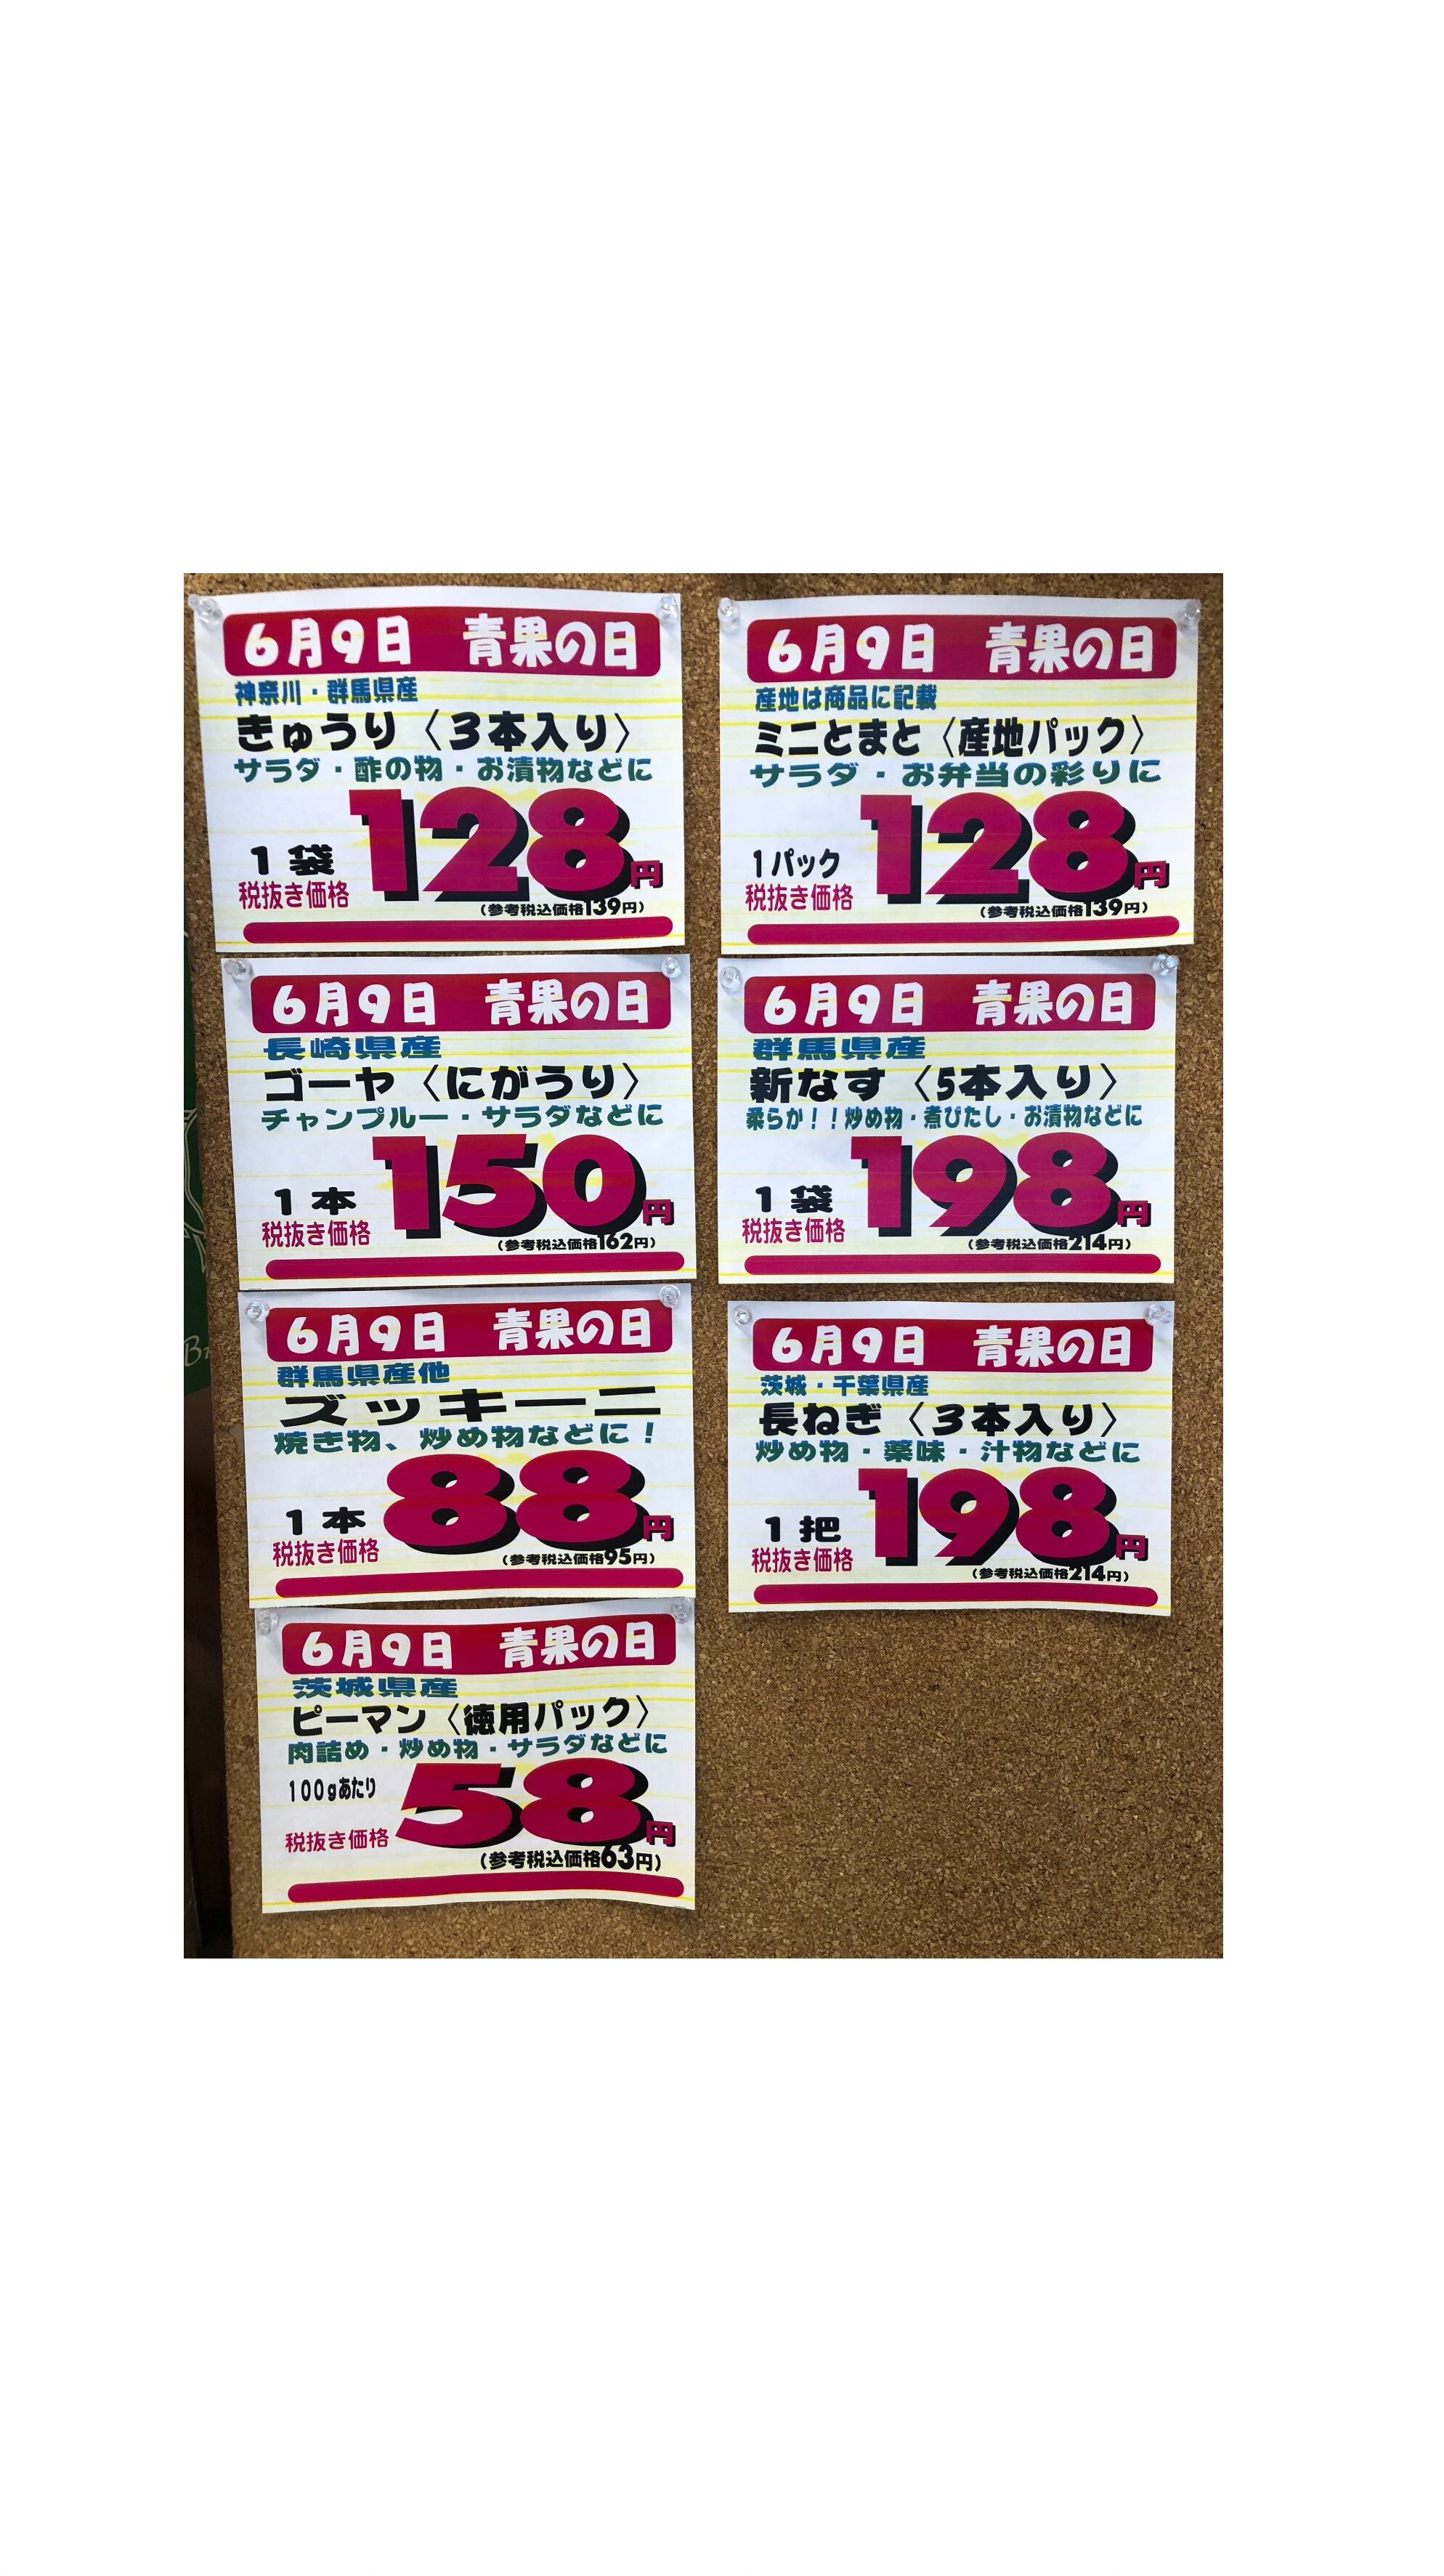 6月9日 青果の日
神奈川・群馬県産
きゅうり〈3本入り〉
サラダ・酢の物・お漬物などに
1袋
税抜き価格
128円
(参考税込価格139円)
6月9日 青果の日
産地は商品に記載
ミニとまと〈産地パック〉
サラダ・お弁当の彩りに
1パック
税抜き価格
128円
(参考税込価格139円)
6月9日 青果の日
長崎県産
ゴーヤ〈にがうり〉
チャンプルー・サラダなどに
1本
税抜き価格
150円
(参考税込価格162円)
6月9日 青果の日
群馬県産
新なす〈5本入り〉
柔らか!!炒め物・煮びたし・お漬物などに
1袋
税抜き価格
198円
(参考税込価格214円)
6月9日 青果の日
群馬県産他
ズッキーニ
焼き物、炒め物などに!
1本
税抜き価格
88円
(参考税込価格95円)
6月9日 青果の日
茨城・千葉県産
長ねぎ〈3本入り〉
炒め物・薬味・汁物などに
1把
税抜き価格
198円
(参考税込価格214円)
6月9日 青果の日
茨城県産
ピーマン〈徳用パック〉
肉詰め・炒め物・サラダなどに
100gあたり
税抜き価格
58円
(参考税込価格63円)